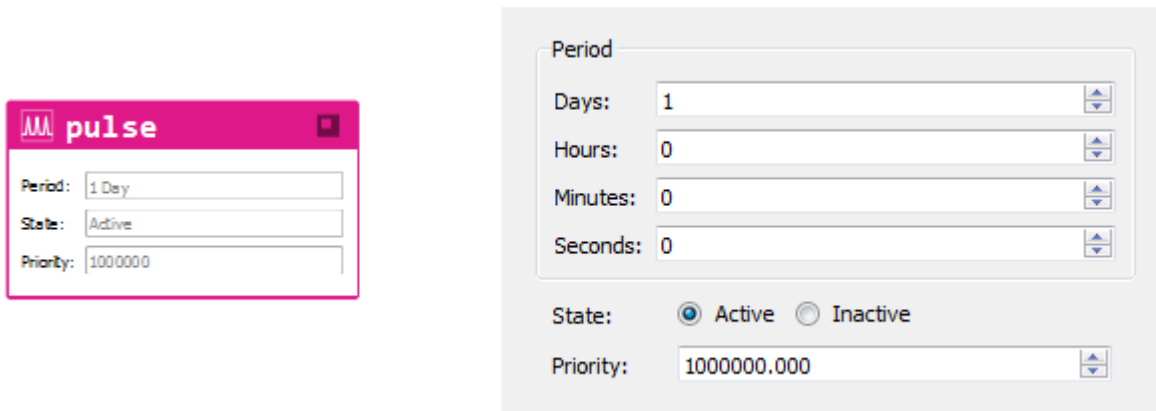 pulse
Period: 1 Day
State: Active
Priority: 1000000
Period
Days: 1
Hours: 0
Minutes: 0
Seconds: 0
State: Active Inactive
Priority: 1000000.000